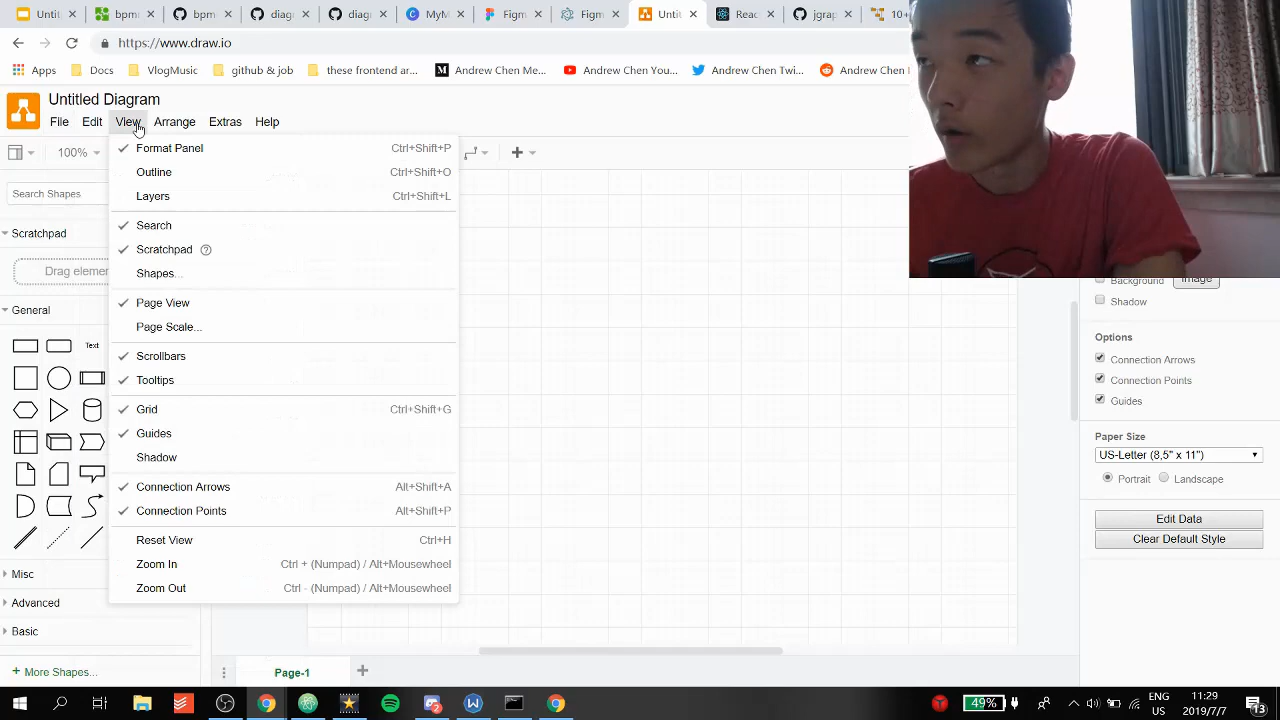 Unti
bpmn
diag
diag
MyM
Figm
Figm
Unti
Reac
jgrap
10+
https://www.draw.io
Apps
Docs
VlogMusic
github & job
these frontend ar...
Andrew Chen Me...
Andrew Chen You...
Andrew Chen Twi...
Andrew Chen
Untitled Diagram
File Edit View Arrange Extras Help
100%
Search Shapes
Scratchpad
Drag elemen
General
Text
Misc
Advanced
Basic
+ More Shapes...
Format Panel Ctrl+Shift+P
Outline Ctrl+Shift+O
Layers Ctrl+Shift+L
Search
Scratchpad ?
Shapes...
Page View
Page Scale...
Scrollbars
Tooltips
Grid Ctrl+Shift+G
Guides
Shadow
Connection Arrows Alt+Shift+A
Connection Points Alt+Shift+P
Reset View Ctrl+H
Zoom In Ctrl + (Numpad) / Alt+Mousewheel
Zoom Out Ctrl - (Numpad) / Alt+Mousewheel
Page-1
Background Image
Shadow
Options
Connection Arrows
Connection Points
Guides
Paper Size
US-Letter (8,5" x 11")
Portrait Landscape
Edit Data
Clear Default Style
49%
ENG
US
11:29
2019/7/7
13